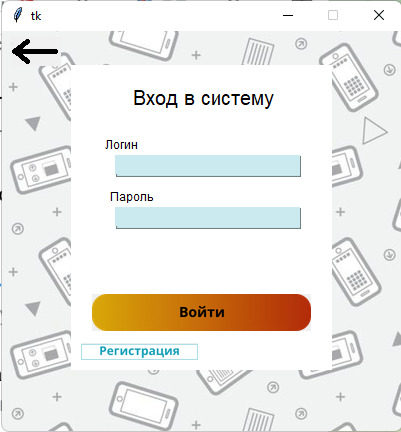 tk
Вход в систему
Логин
Пароль
Войти
Регистрация